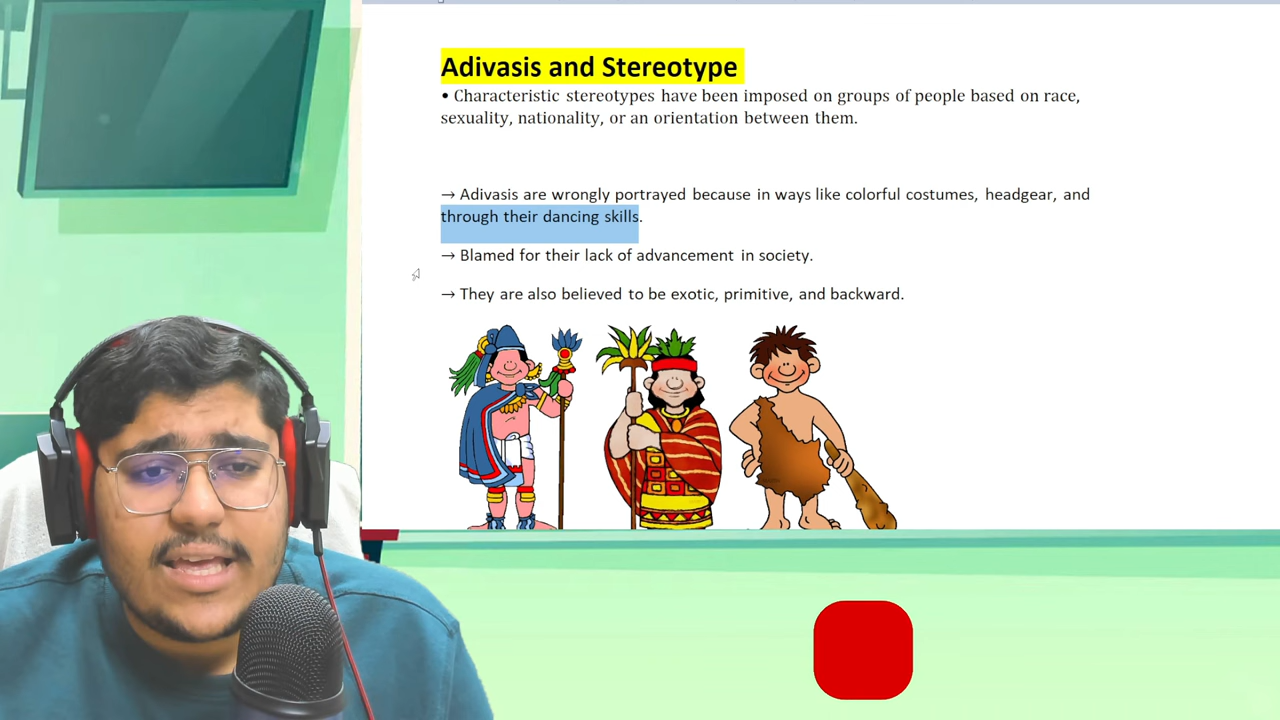 Adivasis and Stereotype
• Characteristic stereotypes have been imposed on groups of people based on race,
sexuality, nationality, or an orientation between them.
→ Adivasis are wrongly portrayed because in ways like colorful costumes, headgear, and
through their dancing skills.
→ Blamed for their lack of advancement in society.
→ They are also believed to be exotic, primitive, and backward.